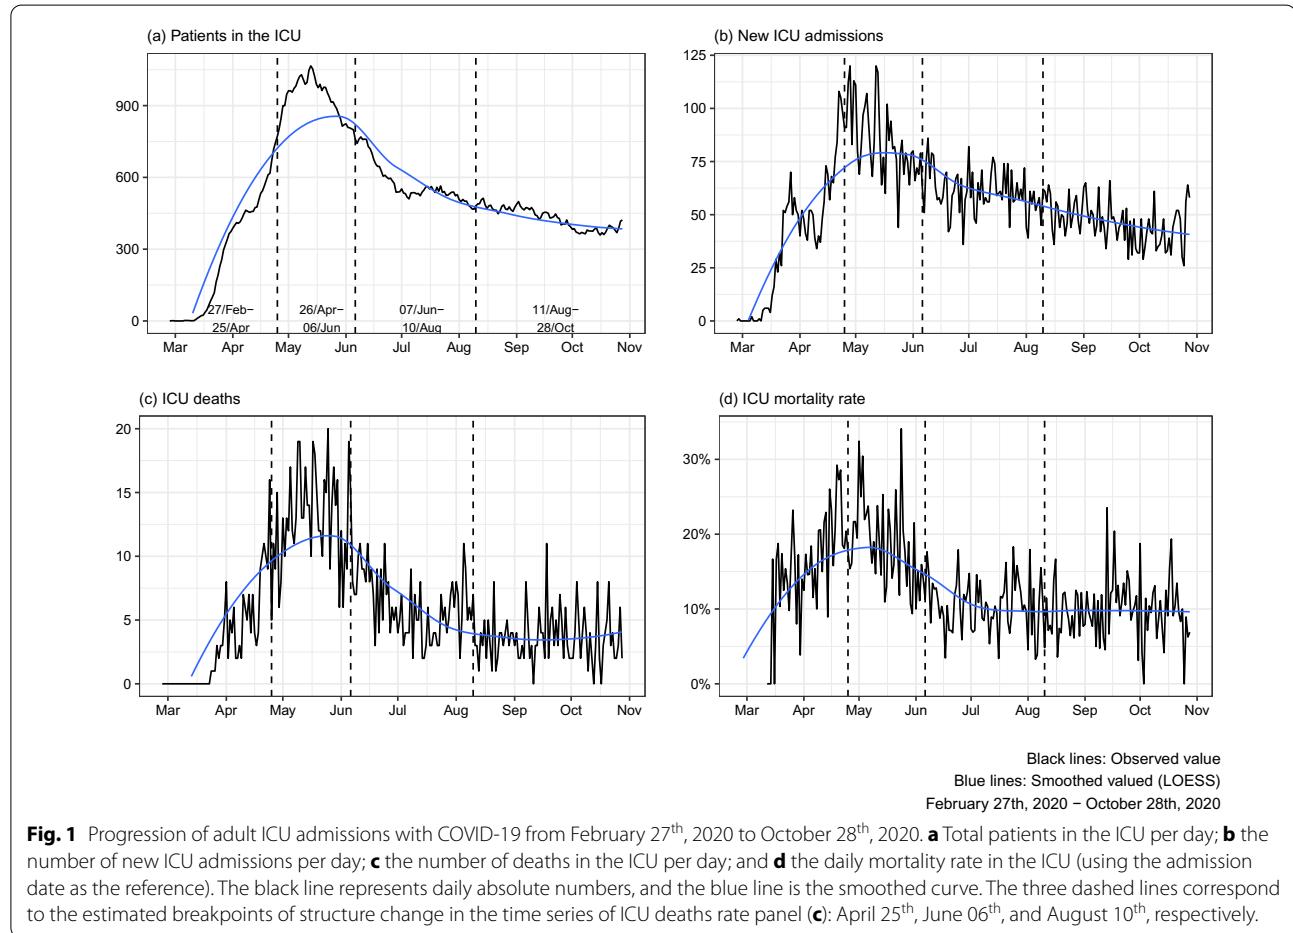 (a) Patients in the ICU
900
600
300
0
27/Feb−
25/Apr
26/Apr−
06/Jun
07/Jun−
10/Aug
11/Aug−
28/Oct
Mar Apr May Jun Jul Aug Sep Oct Nov
(b) New ICU admissions
125
100
75
50
25
0
Mar Apr May Jun Jul Aug Sep Oct Nov
(c) ICU deaths
20
15
10
5
0
Mar Apr May Jun Jul Aug Sep Oct Nov
(d) ICU mortality rate
30%
20%
10%
0%
Mar Apr May Jun Jul Aug Sep Oct Nov
Black lines: Observed value
Blue lines: Smoothed valued (LOESS)
February 27th, 2020 − October 28th, 2020
Fig. 1 Progression of adult ICU admissions with COVID-19 from February 27th, 2020 to October 28th, 2020. a Total patients in the ICU per day; b the
number of new ICU admissions per day; c the number of deaths in the ICU per day; and d the daily mortality rate in the ICU (using the admission
date as the reference). The black line represents daily absolute numbers, and the blue line is the smoothed curve. The three dashed lines correspond
to the estimated breakpoints of structure change in the time series of ICU deaths rate panel (c): April 25th, June 06th, and August 10th, respectively.